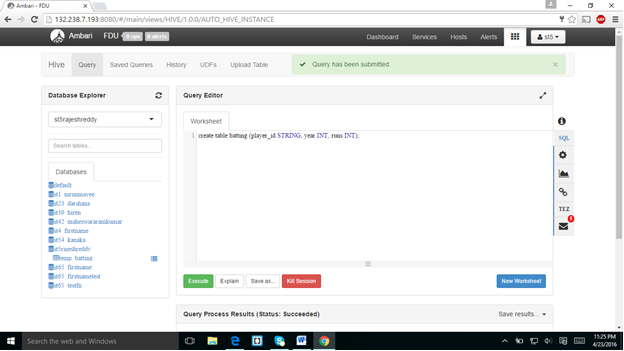 Ambari - FDU
132.238.7.193:8080/#/main/views/HIVE/1.0.0/AUTO_HIVE_INSTANCE
Ambari FDU 0 ops 0 alerts Dashboard Services Hosts Alerts st5
Hive Query Saved Queries History UDFs Upload Table
Query has been submitted.
Database Explorer
Query Editor
st5rajeshreddy
Worksheet
Search tables...
1 create table batting (player_id STRING, year INT, runs INT);
Databases
default
st23 darshana
st39 hiren
st42 maheswararamkumar
st4 firstname
st54 kanaka
st5rajeshreddy
temp batting
st65 firstname
st65 firstnametest
st65 testfn
SQL
TEZ
Execute Explain Save as... Kill Session New Worksheet
Query Process Results (Status: Succeeded) Save results...
Search the web and Windows
11:25 PM
4/23/2016